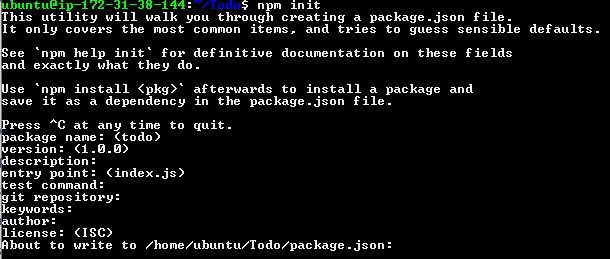 ubuntu@ip-172-31-38-144:~/Todo$ npm init
This utility will walk you through creating a package.json file.
It only covers the most common items, and tries to guess sensible defaults.
See `npm help init` for definitive documentation on these fields
and exactly what they do.
Use `npm install <pkg>` afterwards to install a package and
save it as a dependency in the package.json file.
Press ^C at any time to quit.
package name: (todo)
version: (1.0.0)
description:
entry point: (index.js)
test command:
git repository:
keywords:
author:
license: (ISC)
About to write to /home/ubuntu/Todo/package.json: